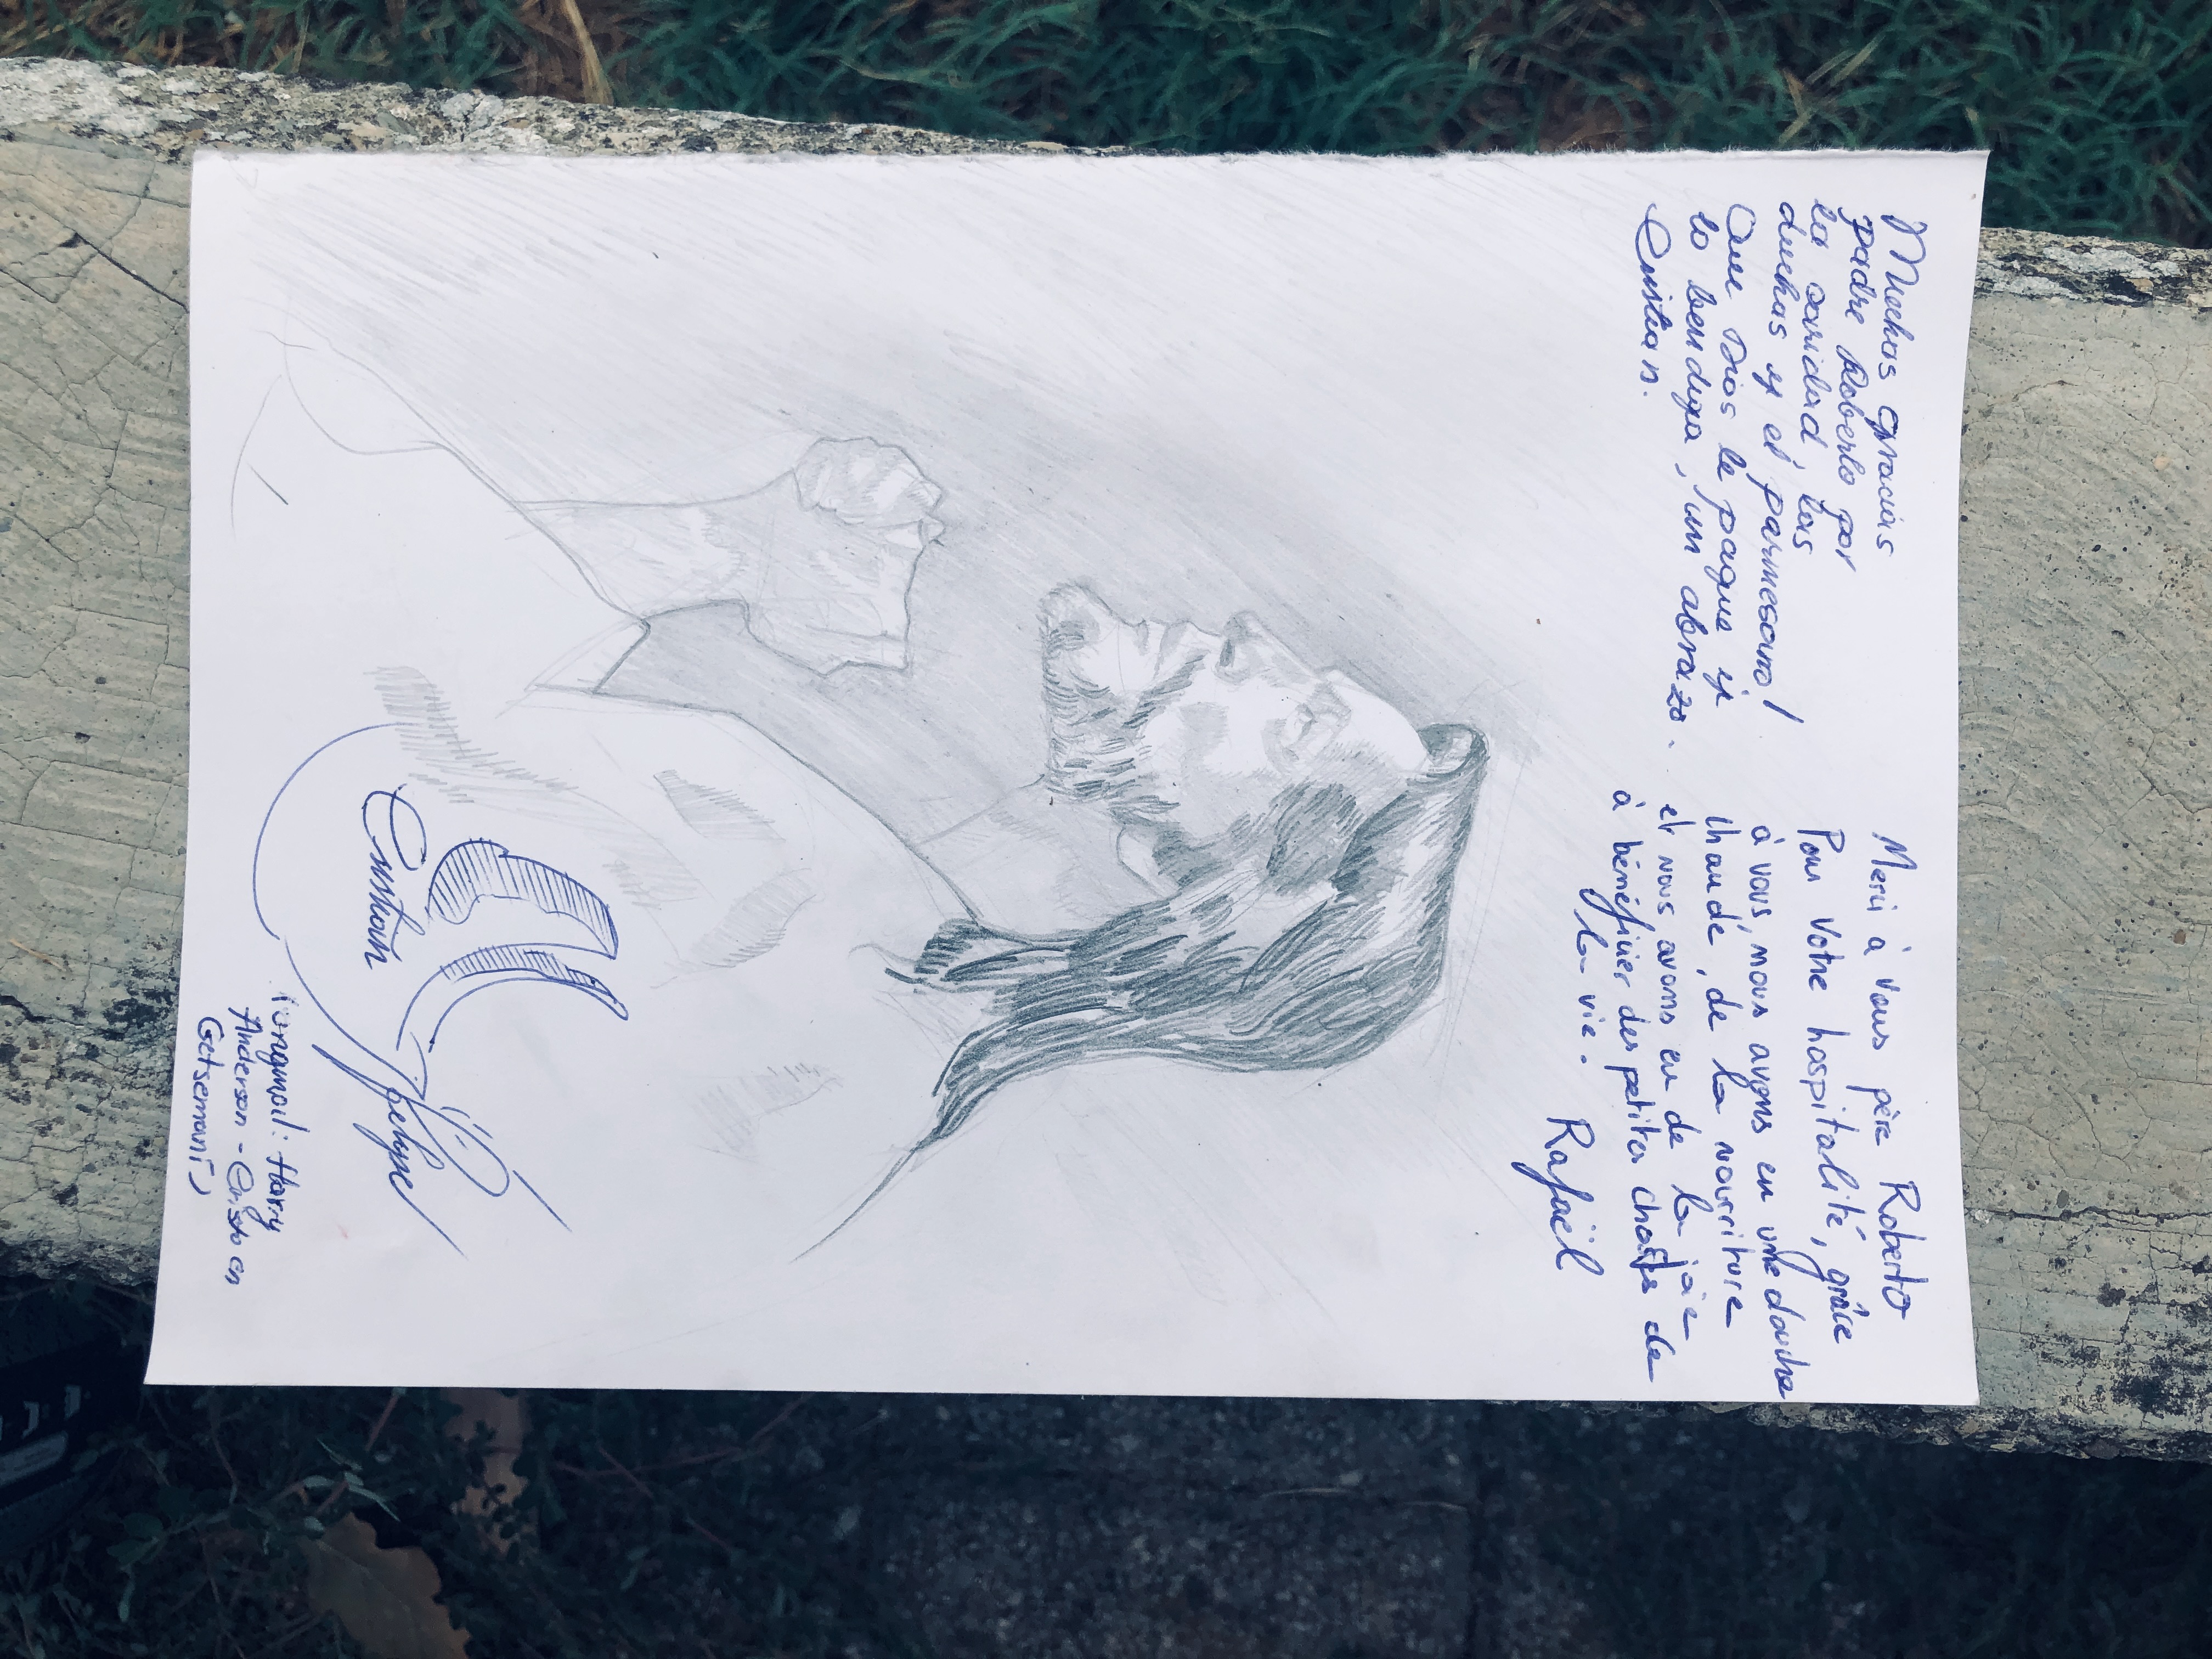 Muchas gracias
padre Roberto por
la caridad, las
duchas y el parmesano!
Que Dios le pague y
lo bendiga, un abrazo.
Cristian.
Merci à vous père Roberto
Pour votre hospitalité, grâce
à vous, nous avons eu une douche
chaude, de la nourriture
et nous avons eu de la joie
à bénéficier des petites choses de
la vie.
Rafaël
Cristian
Felipe
Harry
Anderson - Cristo en
Getsemaní)